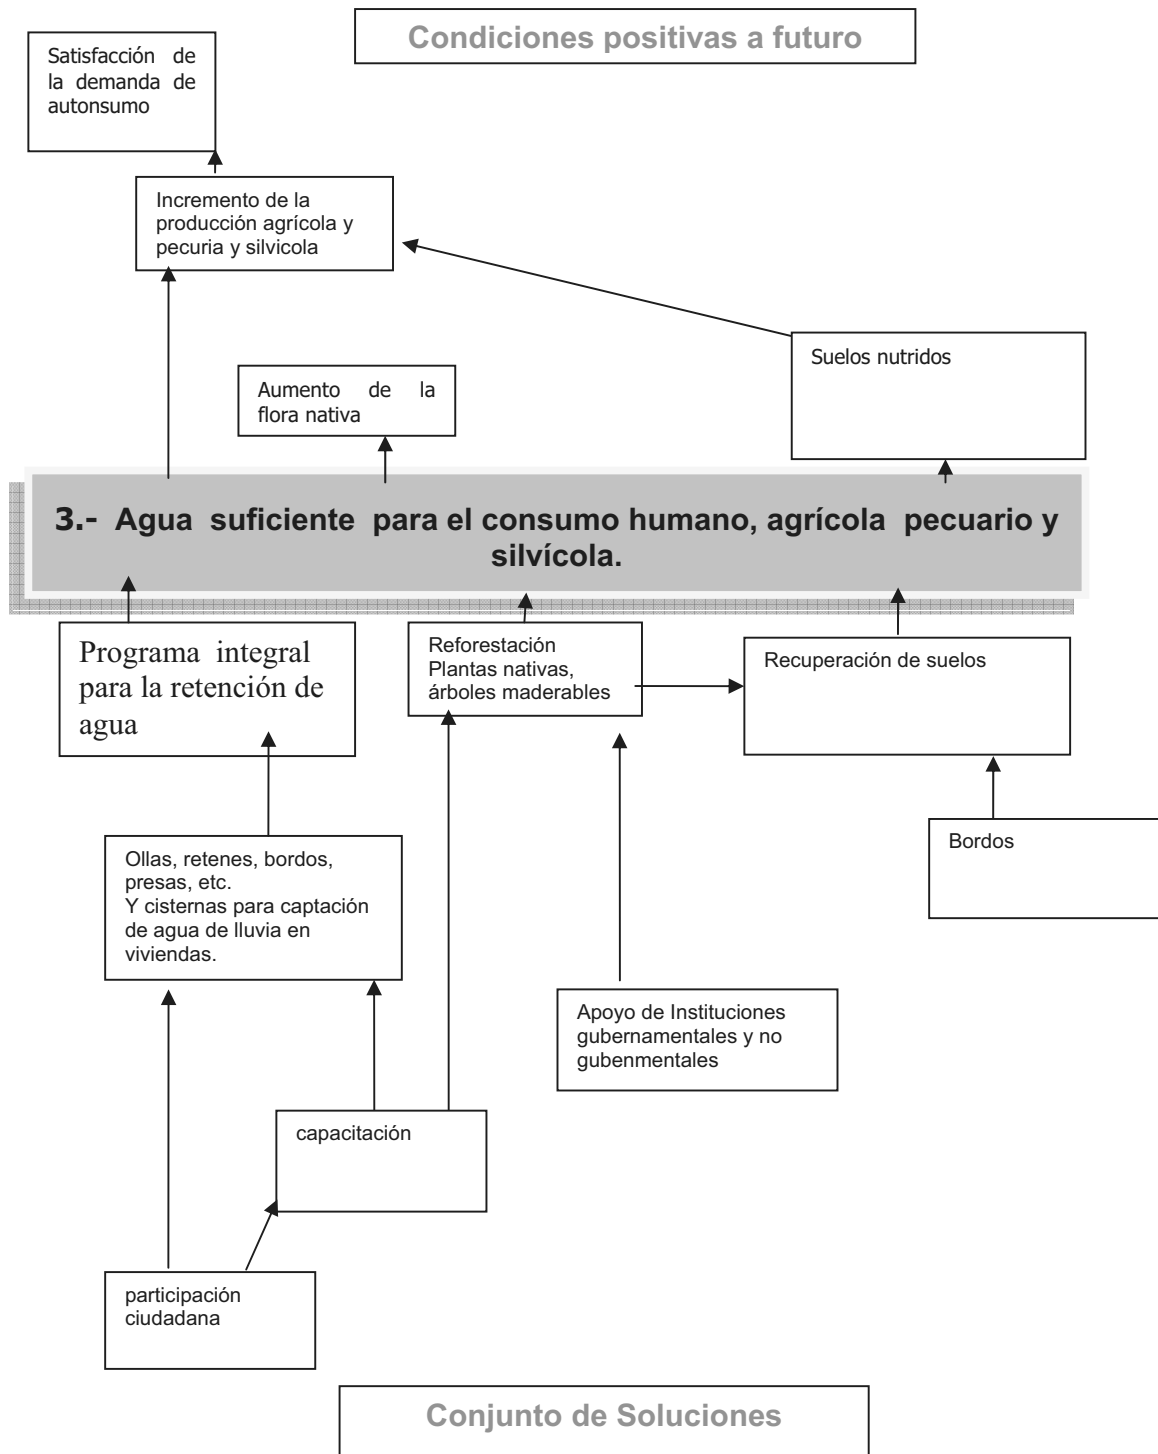 Condiciones positivas a futuro
Satisfacción de
la demanda de
autonsumo
Incremento de la
producción agrícola y
pecuria y silvicola
Suelos nutridos
Aumento de la
flora nativa
3.- Agua suficiente para el consumo humano, agrícola pecuario y
silvícola.
Programa integral
para la retención de
agua
Reforestación
Plantas nativas,
árboles maderables
Recuperación de suelos
Bordos
Ollas, retenes, bordos,
presas, etc.
Y cisternas para captación
de agua de lluvia en
viviendas.
Apoyo de Instituciones
gubernamentales y no
gubenmentales
capacitación
participación
ciudadana
Conjunto de Soluciones